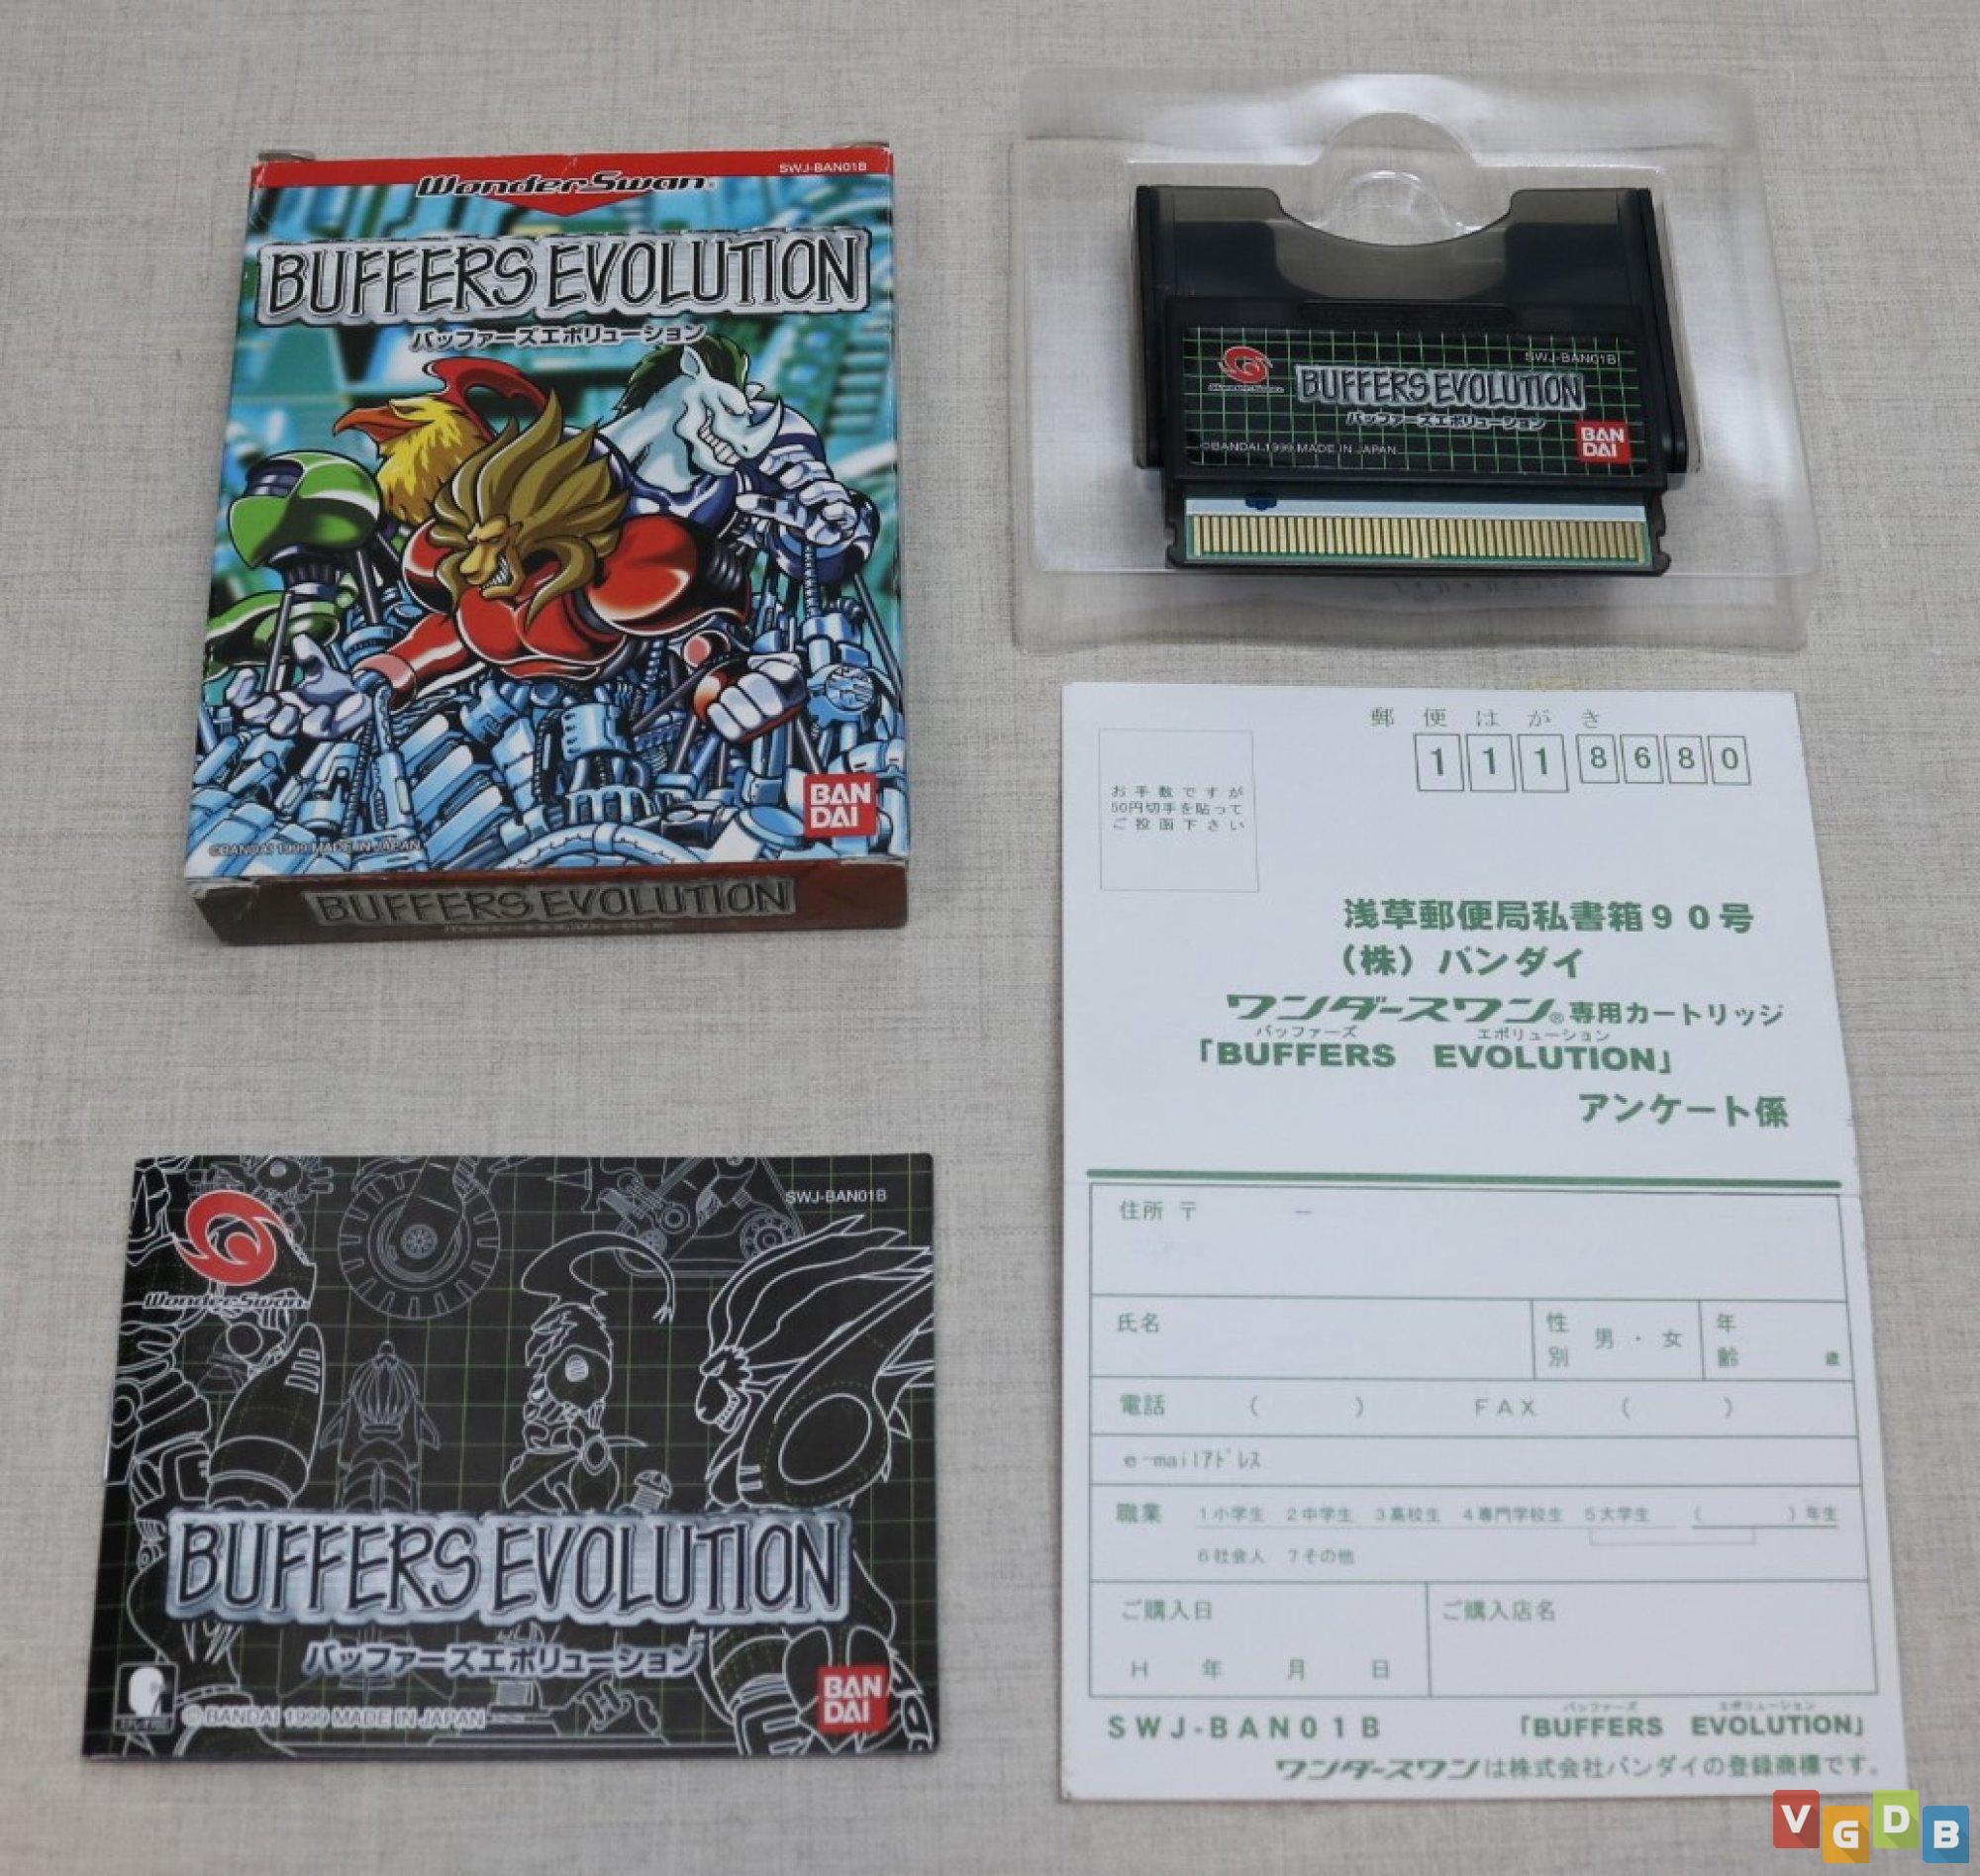 SWJ-BAN01B
WonderSwan
BUFFERS EVOLUTION
バッファーズエボリューション
BAN
DAI
©BANDAI 1999 MADE IN JAPAN
BUFFERS EVOLUTION
SWJ-BAN01B
WonderSwan
BUFFERS EVOLUTION
バッファーズエボリューション
©BANDAI 1999 MADE IN JAPAN
BAN
DAI
郵便はがき
111 8680
お手数ですが
50円切手を貼って
ご投函下さい
浅草郵便局私書箱90号
(株)バンダイ
ワンダースワン®専用カートリッジ
バッファーズ エボリューション
「BUFFERS EVOLUTION」
アンケート係
住所 〒 －
氏名
性別 男・女
年齢 歳
電話 ( ) FAX ( )
e-mailｱﾄﾞﾚｽ
職業 1小学生 2中学生 3高校生 4専門学校生 5大学生 ( )年生
6社会人 7その他
ご購入日
H 年 月 日
ご購入店名
バッファーズ エボリューション
SWJ-BAN01B 「BUFFERS EVOLUTION」
ワンダースワンは株式会社バンダイの登録商標です。
SWJ-BAN01B
WonderSwan
BUFFERS EVOLUTION
バッファーズエボリューション
©BANDAI 1999 MADE IN JAPAN
BAN
DAI
VGDB